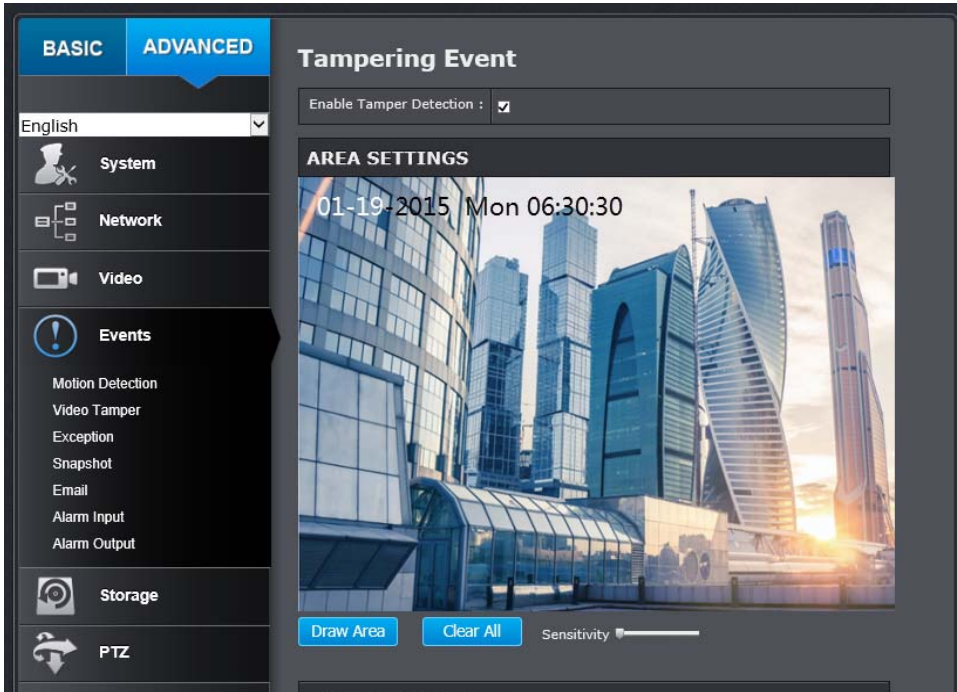 BASIC
ADVANCED
English
System
Network
Video
Events
Motion Detection
Video Tamper
Exception
Snapshot
Email
Alarm Input
Alarm Output
Storage
PTZ
Tampering Event
Enable Tamper Detection :
AREA SETTINGS
01-19-2015 Mon 06:30:30
Draw Area
Clear All
Sensitivity